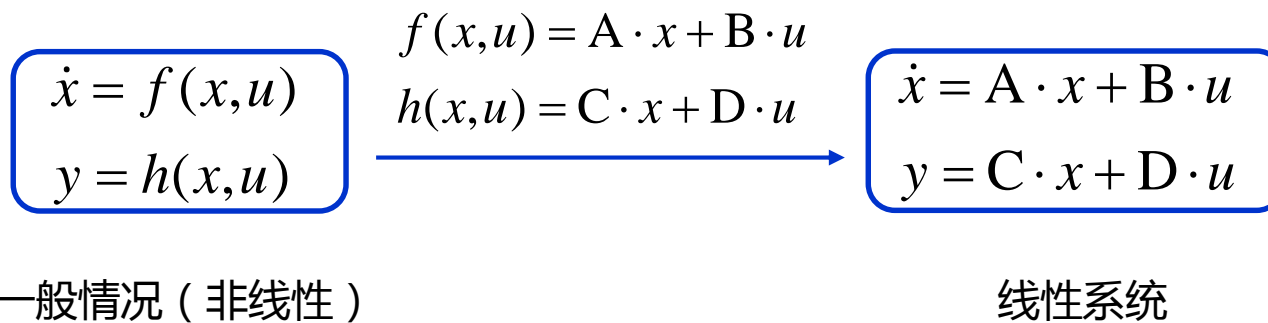 ẋ = f(x,u)
y = h(x,u)
f(x,u) = A · x + B · u
h(x,u) = C · x + D · u
ẋ = A · x + B · u
y = C · x + D · u
一般情况（非线性）
线性系统